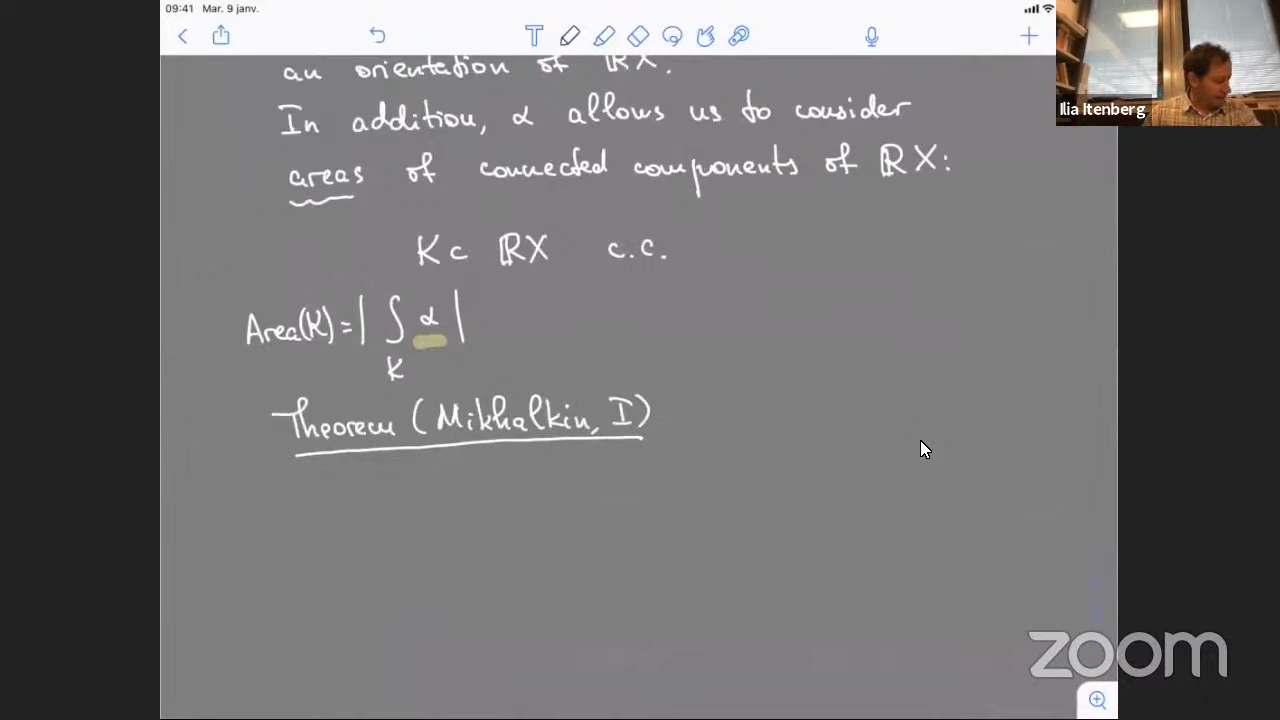 09:41 Mar. 9 janv.
an orientation of ℝX.
In addition, α allows us to consider
areas of connected components of ℝX:
K ⊂ ℝX c.c.
Area(K) = | ∫ α |
K
Theorem (Mikhalkin, I)
Ilia Itenberg
zoom